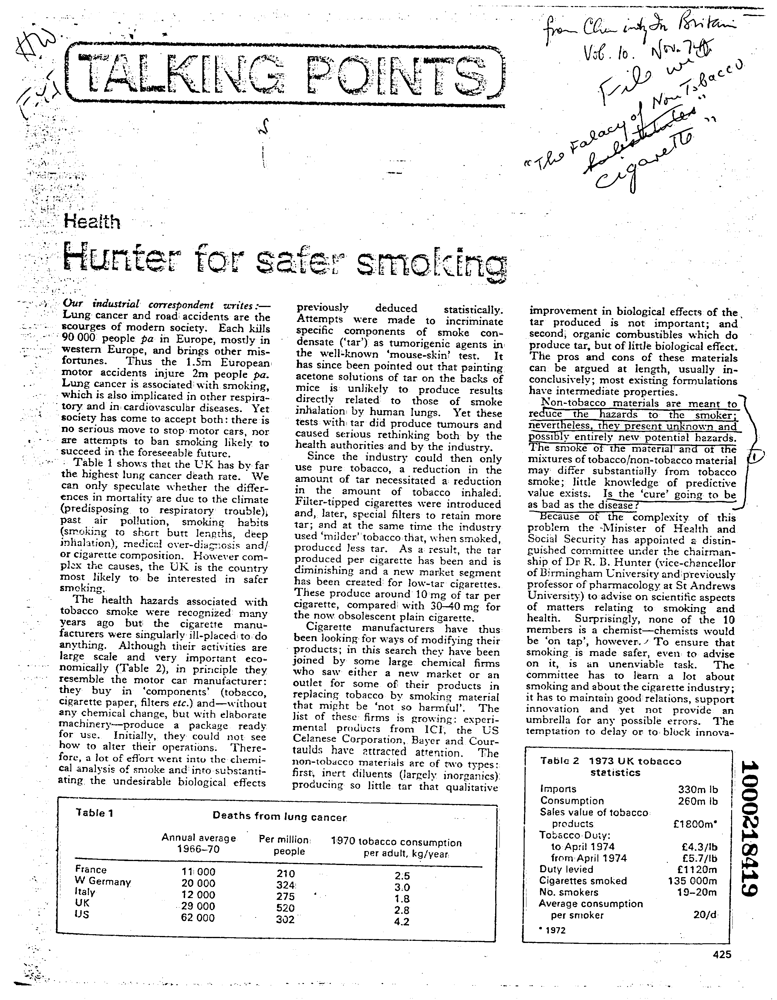 HW
from Chemistry In Britain
Vol. 10. Nov. 74
File with
"The Falacy of Non Tobacco
Cigarette"
TALKING POINTS
Health
Hunter for safer smoking
Our industrial correspondent writes:—
Lung cancer and road accidents are the
scourges of modern society. Each kills
90 000 people pa in Europe, mostly in
western Europe, and brings other mis-
fortunes. Thus the 1.5m European
motor accidents injure 2m people pa.
Lung cancer is associated with smoking,
which is also implicated in other respira-
tory and in cardiovascular diseases. Yet
society has come to accept both: there is
no serious move to stop motor cars, nor
are attempts to ban smoking likely to
succeed in the foreseeable future.
Table 1 shows that the UK has by far
the highest lung cancer death rate. We
can only speculate whether the differ-
ences in mortality are due to the climate
(predisposing to respiratory trouble),
past air pollution, smoking habits
(smoking to short butt lengths, deep
inhalation), medical over-diagnosis and/
or cigarette composition. However com-
plex the causes, the UK is the country
most likely to be interested in safer
smoking.
The health hazards associated with
tobacco smoke were recognized many
years ago but the cigarette manu-
facturers were singularly ill-placed to do
anything. Although their activities are
large scale and very important eco-
nomically (Table 2), in principle they
resemble the motor car manufacturer:
they buy in 'components' (tobacco,
cigarette paper, filters etc.) and—without
any chemical change, but with elaborate
machinery—produce a package ready
for use. Initially, they could not see
how to alter their operations. There-
fore, a lot of effort went into the chemi-
cal analysis of smoke and into substanti-
ating the undesirable biological effects
previously deduced statistically.
Attempts were made to incriminate
specific components of smoke con-
densate ('tar') as tumorigenic agents in
the well-known 'mouse-skin' test. It
has since been pointed out that painting
acetone solutions of tar on the backs of
mice is unlikely to produce results
directly related to those of smoke
inhalation by human lungs. Yet these
tests with tar did produce tumours and
caused serious rethinking both by the
health authorities and by the industry.
Since the industry could then only
use pure tobacco, a reduction in the
amount of tar necessitated a reduction
in the amount of tobacco inhaled.
Filter-tipped cigarettes were introduced
and, later, special filters to retain more
tar; and at the same time the industry
used 'milder' tobacco that, when smoked,
produced less tar. As a result, the tar
produced per cigarette has been and is
diminishing and a new market segment
has been created for low-tar cigarettes.
These produce around 10 mg of tar per
cigarette, compared with 30–40 mg for
the now obsolescent plain cigarette.
Cigarette manufacturers have thus
been looking for ways of modifying their
products; in this search they have been
joined by some large chemical firms
who saw either a new market or an
outlet for some of their products in
replacing tobacco by smoking material
that might be 'not so harmful'. The
list of these firms is growing: experi-
mental products from ICI, the US
Celanese Corporation, Bayer and Cour-
taulds have attracted attention. The
non-tobacco materials are of two types:
first, inert diluents (largely inorganics)
producing so little tar that qualitative
improvement in biological effects of the
tar produced is not important; and
second, organic combustibles which do
produce tar, but of little biological effect.
The pros and cons of these materials
can be argued at length, usually in-
conclusively; most existing formulations
have intermediate properties.
Non-tobacco materials are meant to
reduce the hazards to the smoker;
nevertheless, they present unknown and
possibly entirely new potential hazards.
The smoke of the material and of the
mixtures of tobacco/non-tobacco material
may differ substantially from tobacco
smoke; little knowledge of predictive
value exists. Is the 'cure' going to be
as bad as the disease?
Because of the complexity of this
problem the Minister of Health and
Social Security has appointed a distin-
guished committee under the chairman-
ship of Dr R. B. Hunter (vice-chancellor
of Birmingham University and previously
professor of pharmacology at St Andrews
University) to advise on scientific aspects
of matters relating to smoking and
health. Surprisingly, none of the 10
members is a chemist—chemists would
be 'on tap', however. To ensure that
smoking is made safer, even to advise
on it, is an unenviable task. The
committee has to learn a lot about
smoking and about the cigarette industry;
it has to maintain good relations, support
innovation and yet not provide an
umbrella for any possible errors. The
temptation to delay or to block innova-
1
Table 1 Deaths from lung cancer
Annual average 1966–70 Per million people 1970 tobacco consumption per adult, kg/year
France 11 000 210 2.5
W Germany 20 000 324 3.0
Italy 12 000 275 1.8
UK 29 000 520 2.8
US 62 000 302 4.2
Table 2 1973 UK tobacco
statistics
Imports 330m lb
Consumption 260m lb
Sales value of tobacco
products £1800m*
Tobacco Duty:
to April 1974 £4.3/lb
from April 1974 £5.7/lb
Duty levied £1120m
Cigarettes smoked 135 000m
No. smokers 19–20m
Average consumption
per smoker 20/d
* 1972
1000218419
425